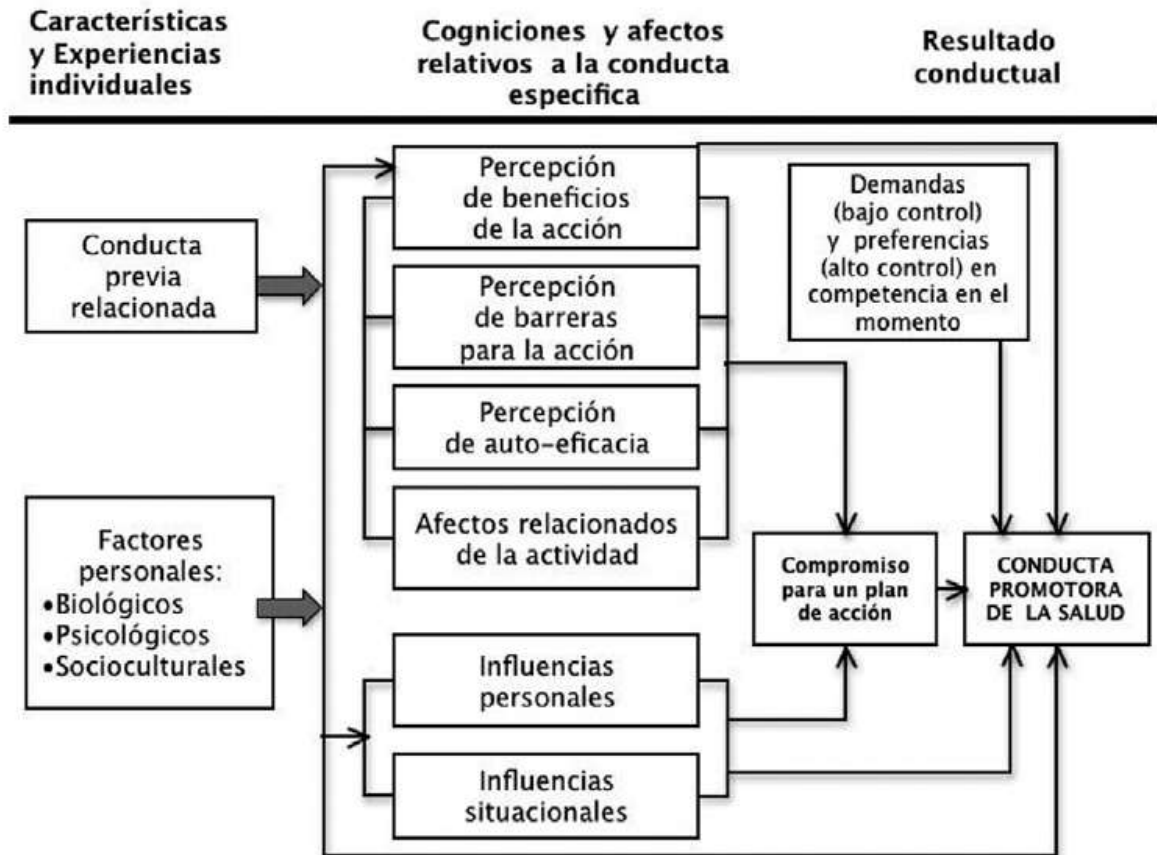 Características
y Experiencias
individuales
Cogniciones y afectos
relativos a la conducta
especifica
Resultado
conductual
Conducta
previa
relacionada
Factores
personales:
•Biológicos
•Psicológicos
•Socioculturales
Percepción
de beneficios
de la acción
Percepción
de barreras
para la acción
Percepción
de auto-eficacia
Afectos relacionados
de la actividad
Influencias
personales
Influencias
situacionales
Demandas
(bajo control)
y preferencias
(alto control) en
competencia en el
momento
Compromiso
para un plan
de acción
CONDUCTA
PROMOTORA
DE LA SALUD